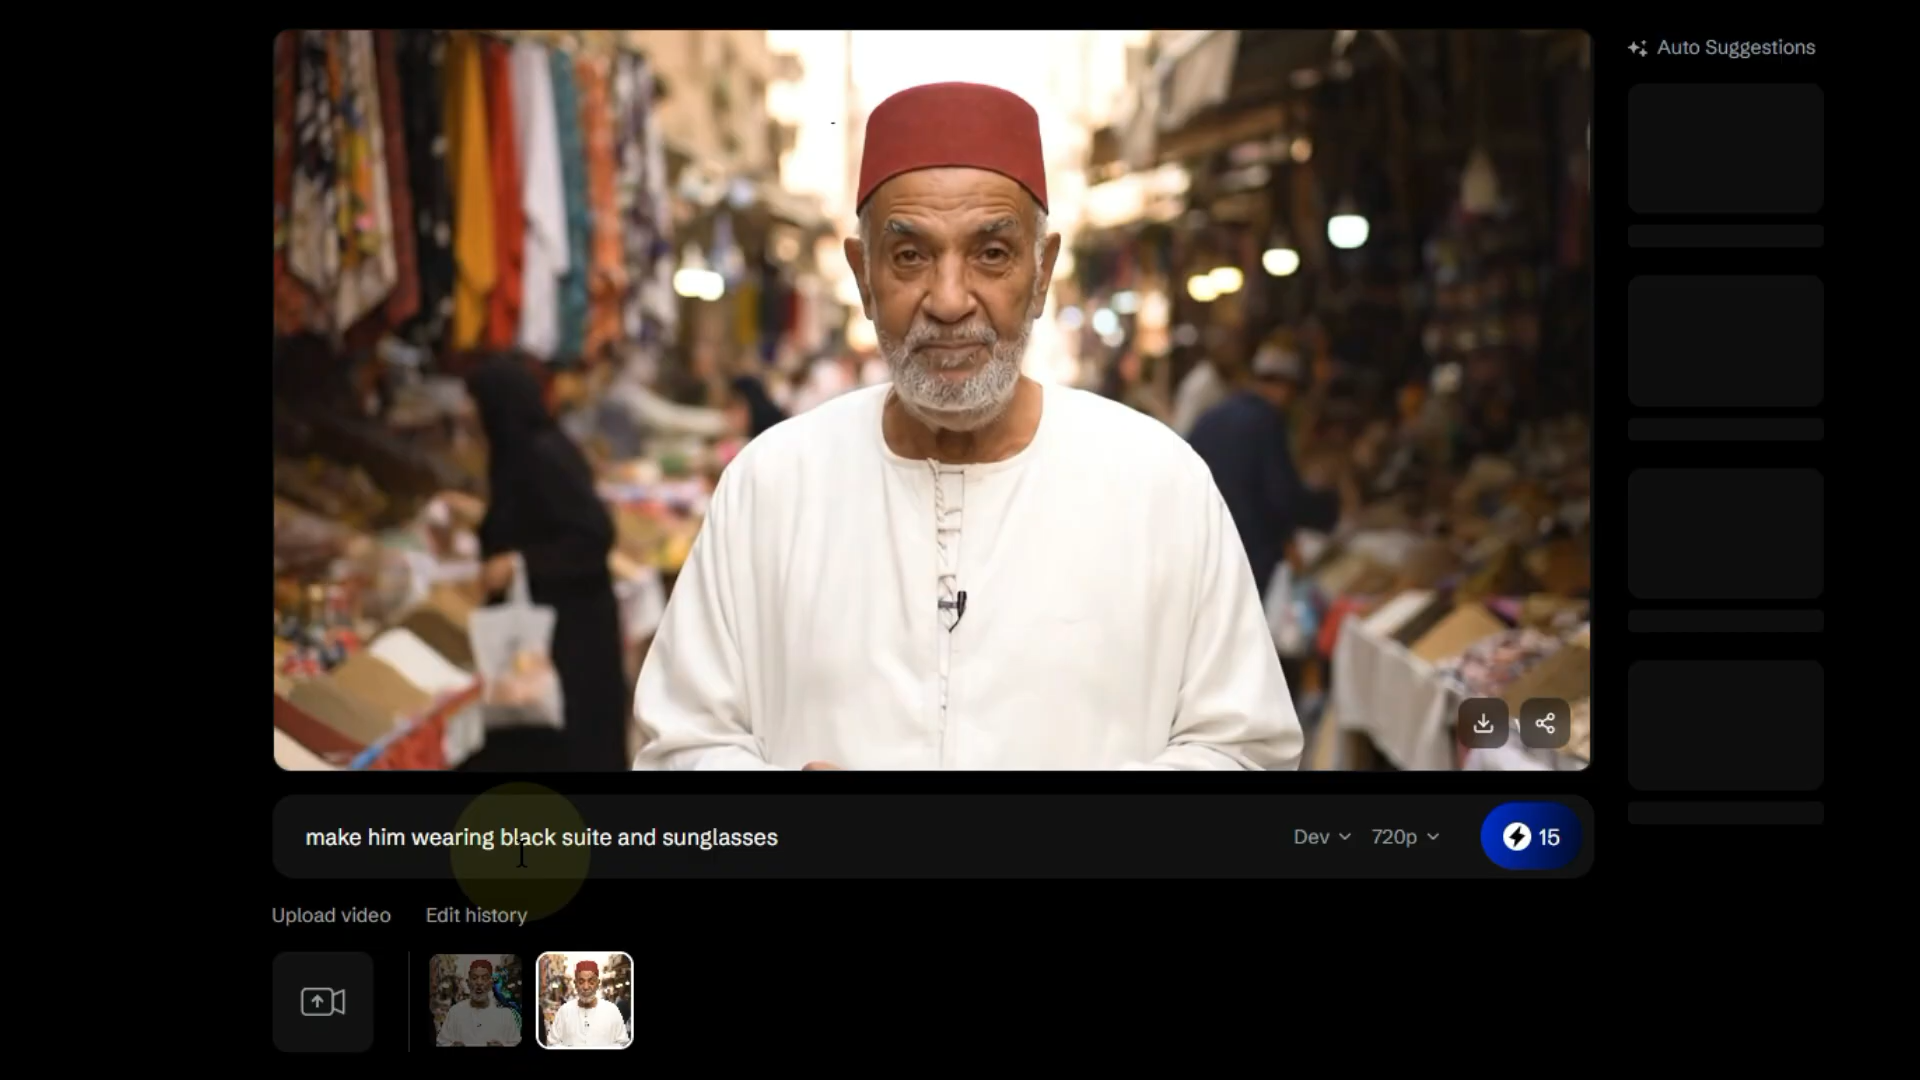 Auto Suggestions
make him wearing black suite and sunglasses
Dev
720p
15
Upload video
Edit history